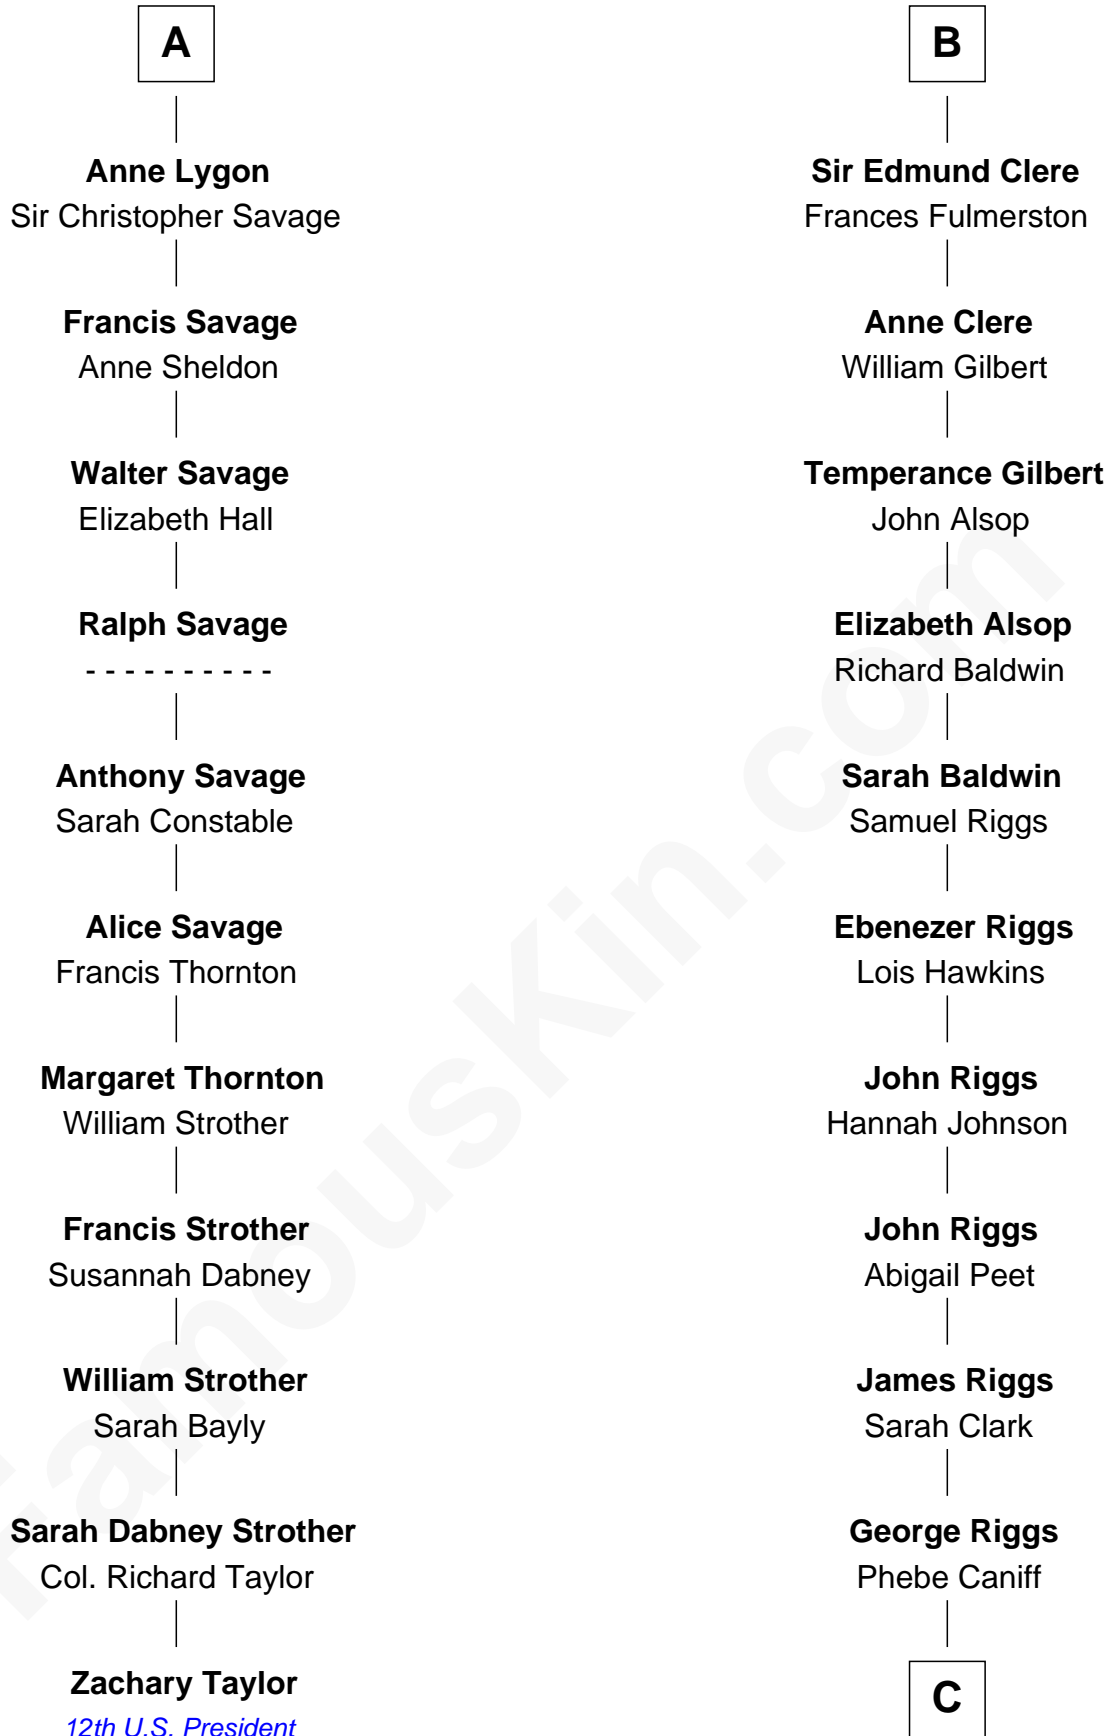 A
Anne Lygon
Sir Christopher Savage
Francis Savage
Anne Sheldon
Walter Savage
Elizabeth Hall
Ralph Savage
- - - - - - - - - -
Anthony Savage
Sarah Constable
Alice Savage
Francis Thornton
Margaret Thornton
William Strother
Francis Strother
Susannah Dabney
William Strother
Sarah Bayly
Sarah Dabney Strother
Col. Richard Taylor
Zachary Taylor
12th U.S. President
B
Sir Edmund Clere
Frances Fulmerston
Anne Clere
William Gilbert
Temperance Gilbert
John Alsop
Elizabeth Alsop
Richard Baldwin
Sarah Baldwin
Samuel Riggs
Ebenezer Riggs
Lois Hawkins
John Riggs
Hannah Johnson
John Riggs
Abigail Peet
James Riggs
Sarah Clark
George Riggs
Phebe Caniff
C
famouskin.com